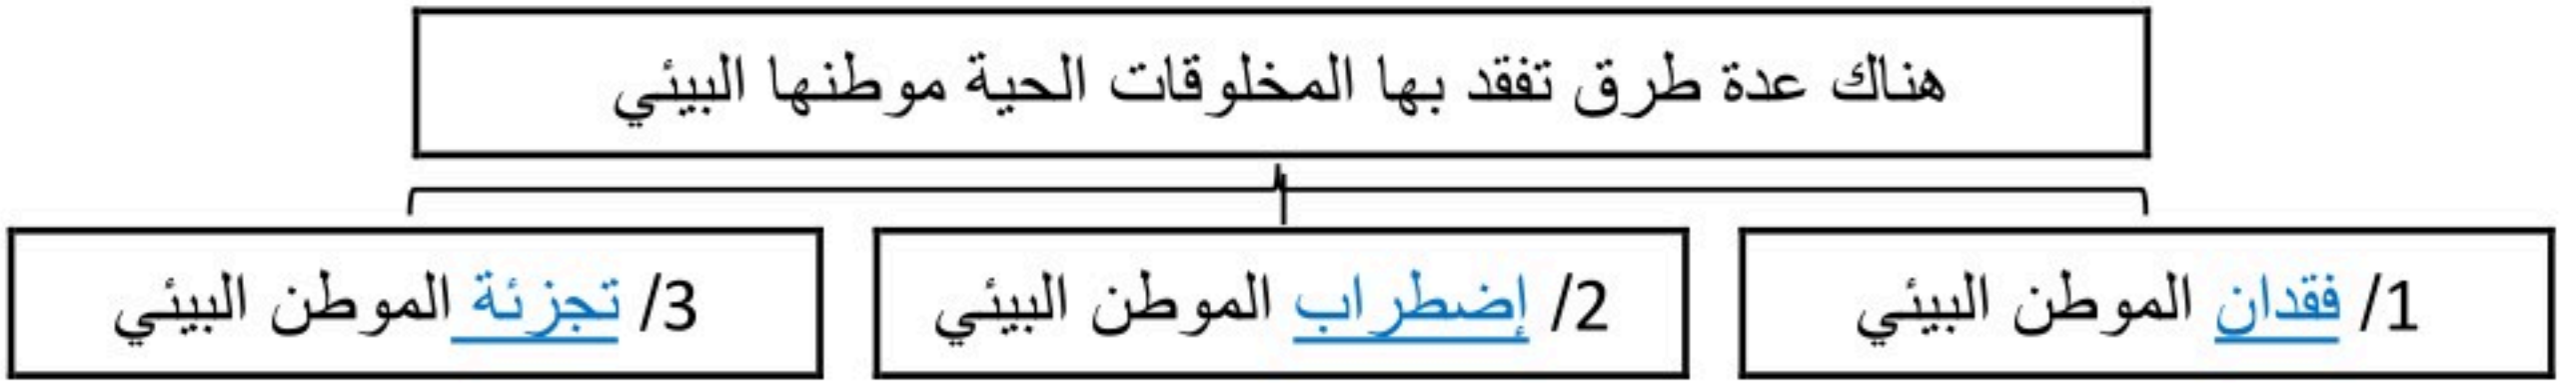 هناك عدة طرق تفقد بها المخلوقات الحية موطنها البيئي
1/ فقدان الموطن البيئي
2/ إضطراب الموطن البيئي
3/ تجزئة الموطن البيئي